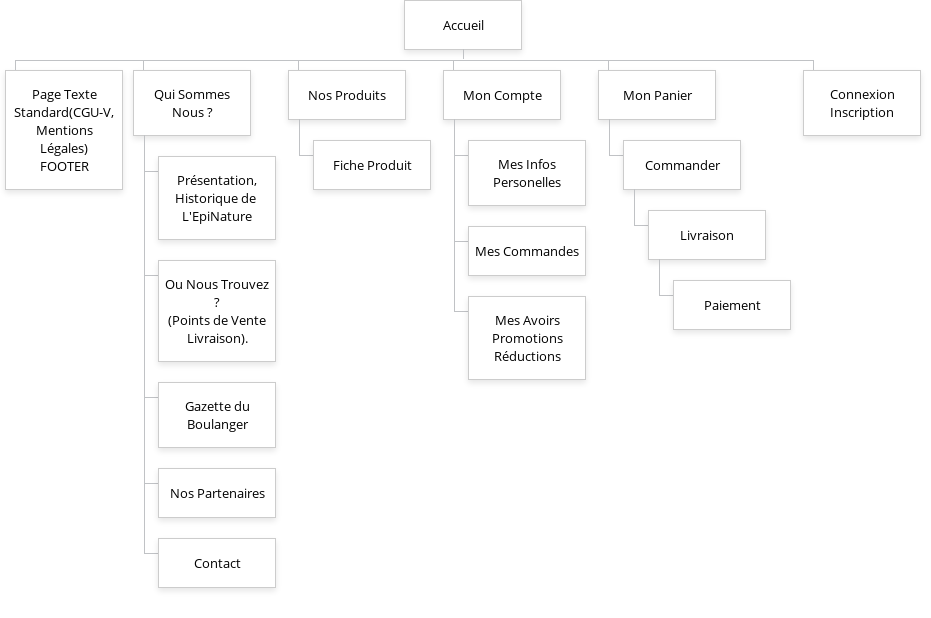 Accueil
Page Texte
Standard(CGU-V,
Mentions
Légales)
FOOTER
Qui Sommes
Nous ?
Présentation,
Historique de
L'EpiNature
Ou Nous Trouvez
?
(Points de Vente
Livraison).
Gazette du
Boulanger
Nos Partenaires
Contact
Nos Produits
Fiche Produit
Mon Compte
Mes Infos
Personelles
Mes Commandes
Mes Avoirs
Promotions
Réductions
Mon Panier
Commander
Livraison
Paiement
Connexion
Inscription